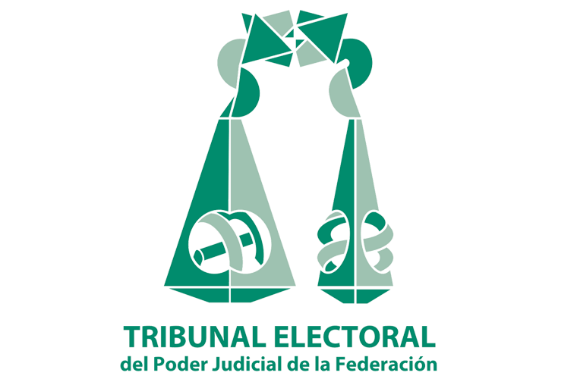 TRIBUNAL ELECTORAL
del Poder Judicial de la Federación